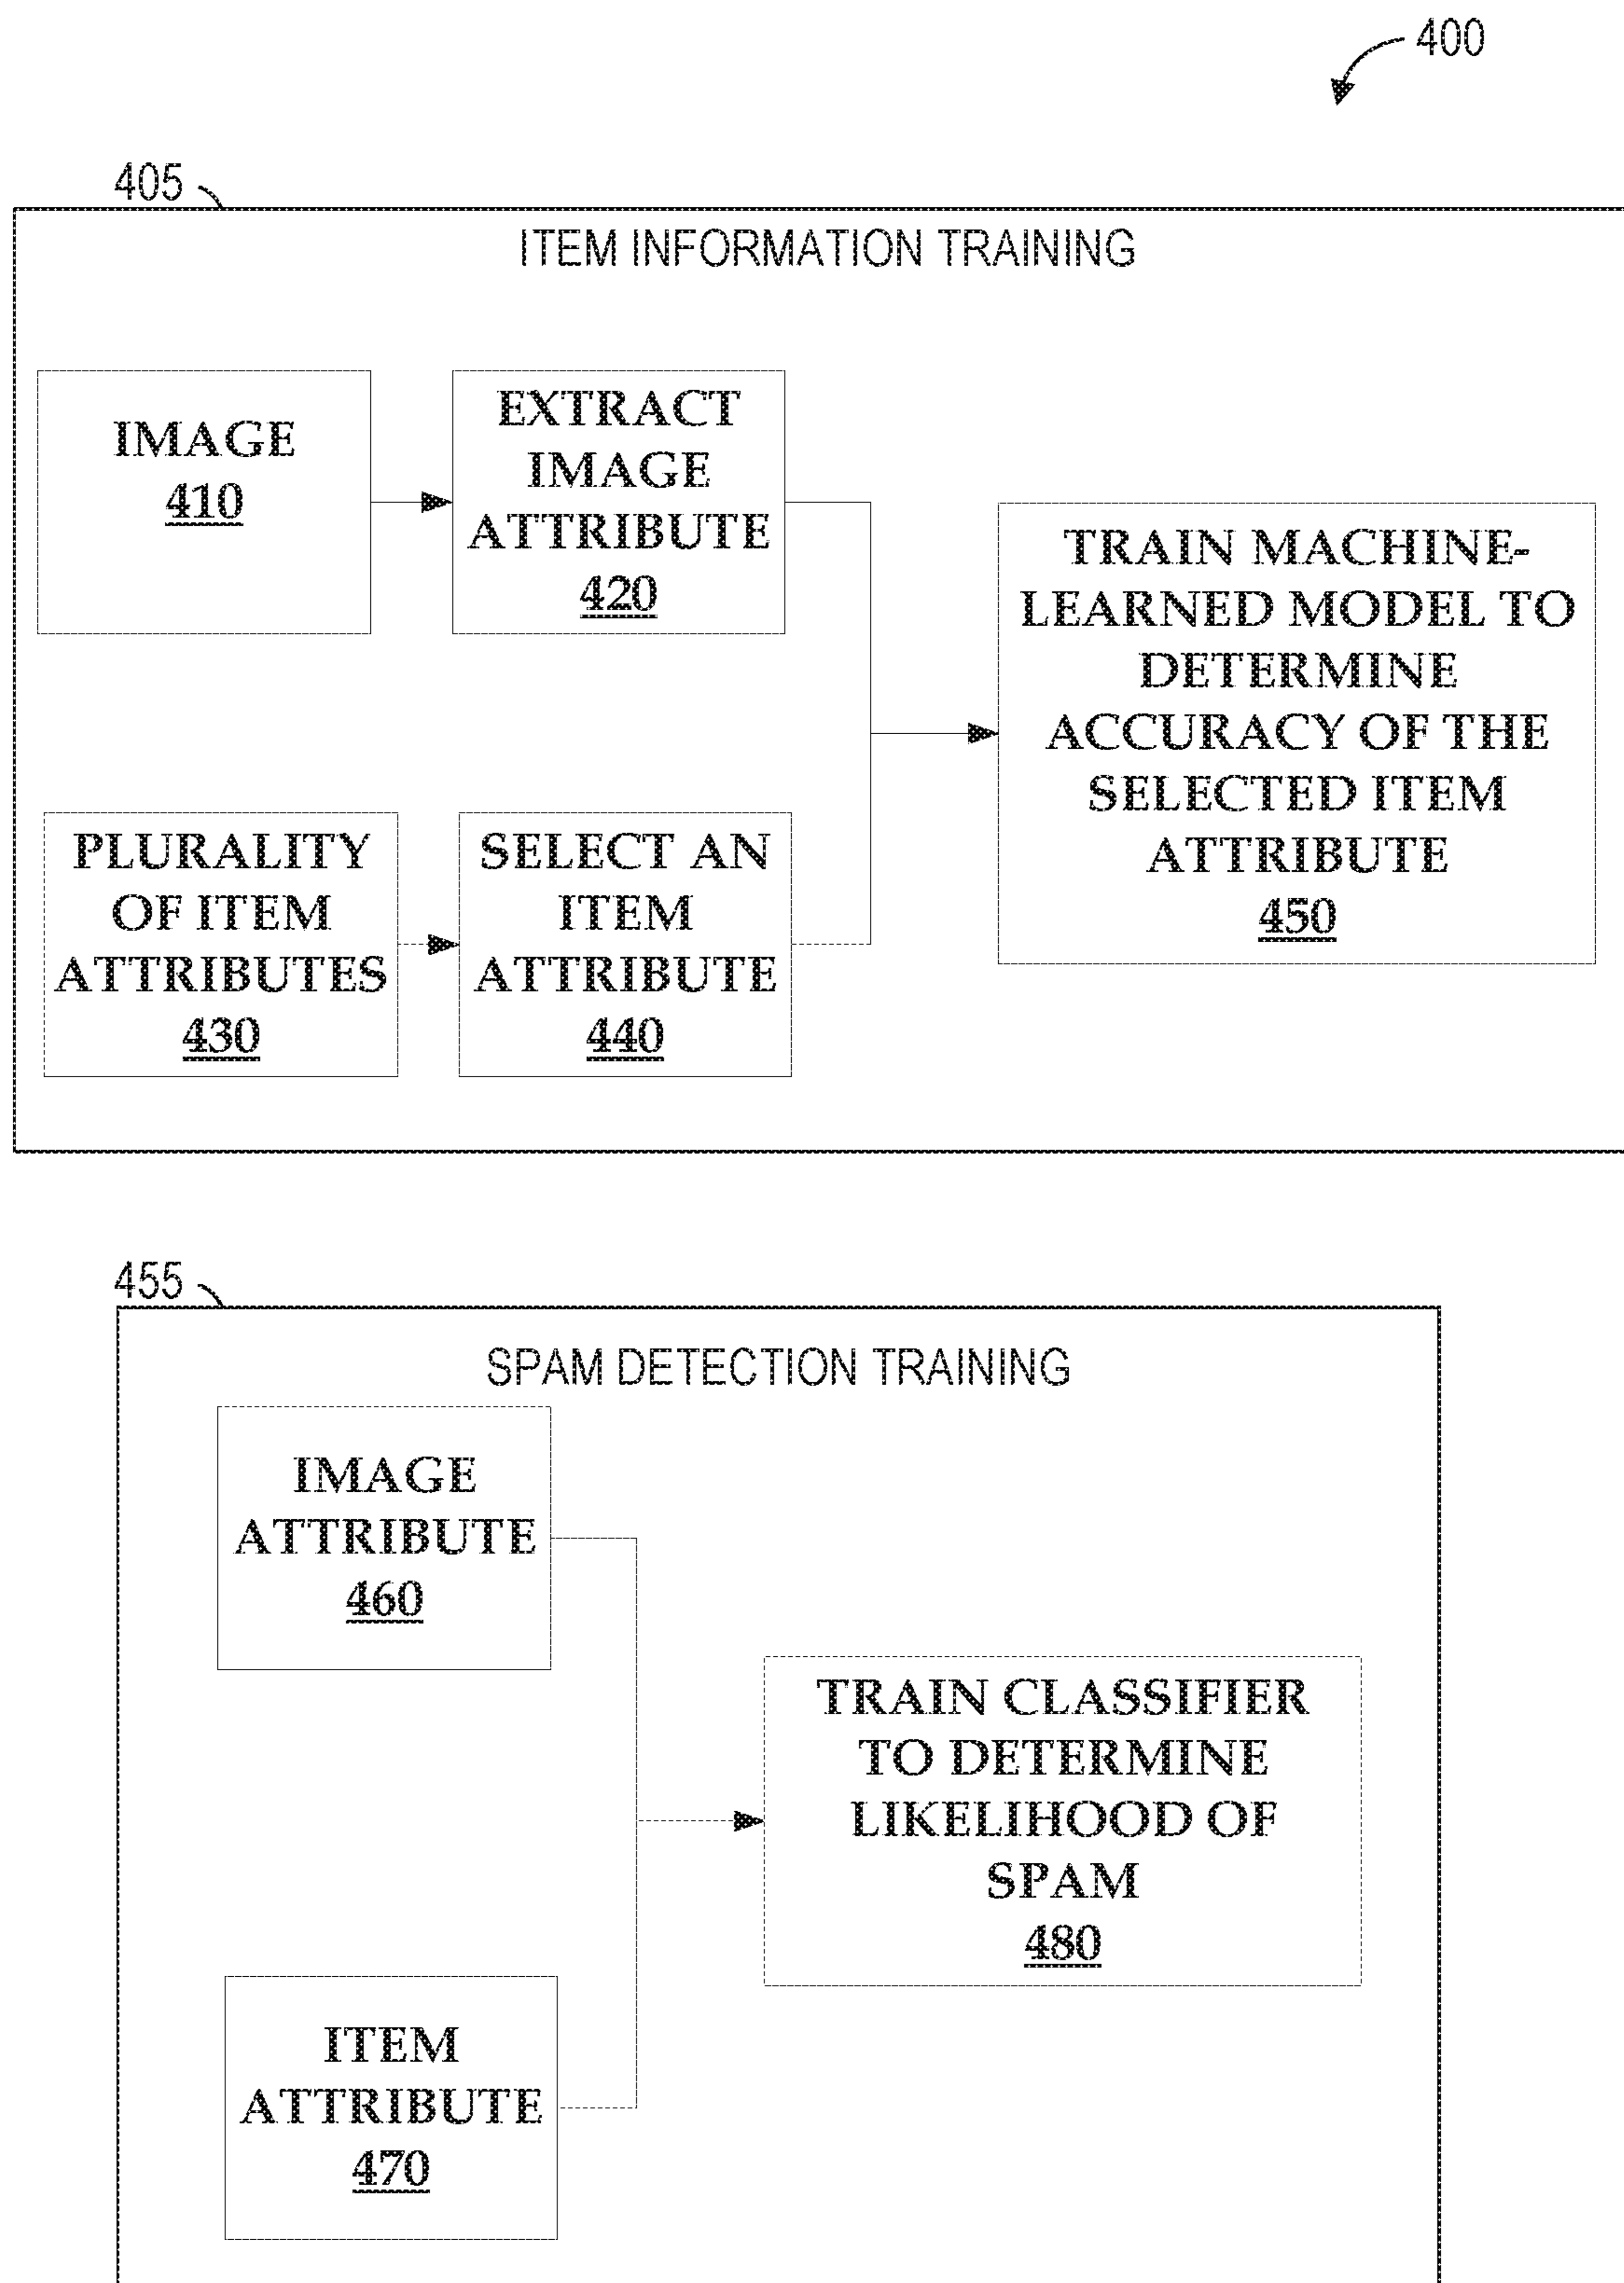 400
405
ITEM INFORMATION TRAINING
IMAGE
410
EXTRACT
IMAGE
ATTRIBUTE
420
PLURALITY
OF ITEM
ATTRIBUTES
430
SELECT AN
ITEM
ATTRIBUTE
440
TRAIN MACHINE-
LEARNED MODEL TO
DETERMINE
ACCURACY OF THE
SELECTED ITEM
ATTRIBUTE
450
455
SPAM DETECTION TRAINING
IMAGE
ATTRIBUTE
460
ITEM
ATTRIBUTE
470
TRAIN CLASSIFIER
TO DETERMINE
LIKELIHOOD OF
SPAM
480